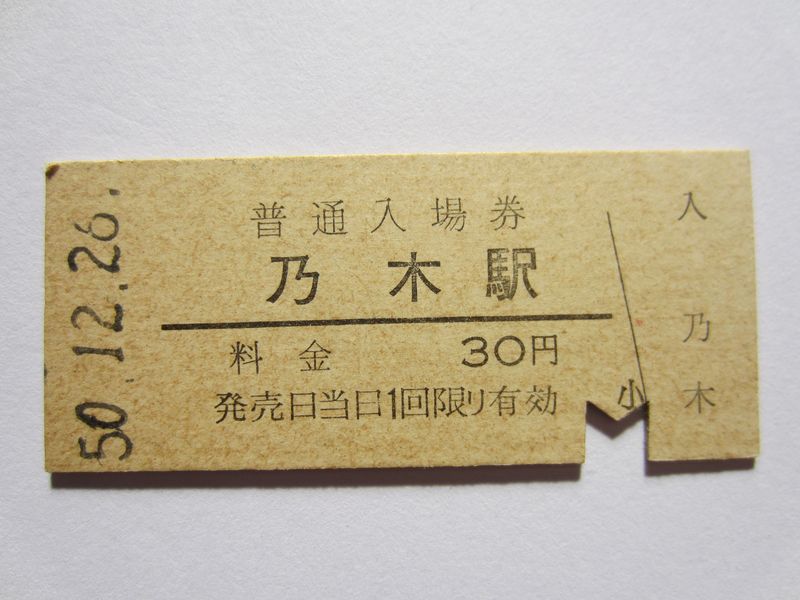 50.12.26.
普通入場券
乃木駅
料金 30円
発売日当日1回限り有効
小
入
乃木